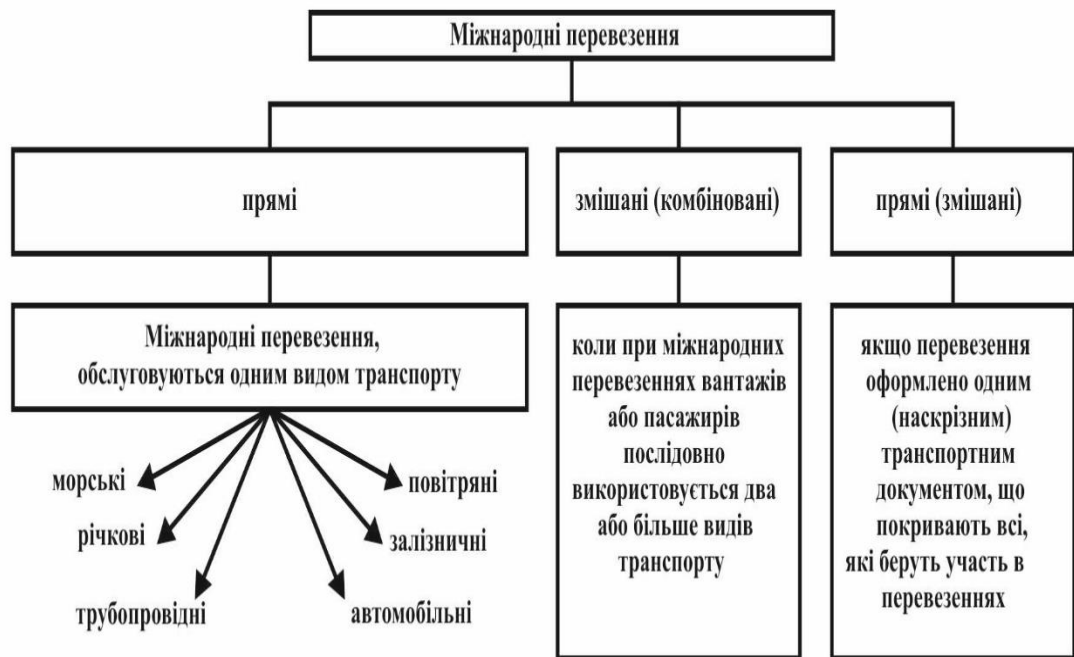 Міжнародні перевезення
прямі
змішані (комбіновані)
прямі (змішані)
Міжнародні перевезення,
обслуговуються одним видом транспорту
морські
річкові
трубопровідні
повітряні
залізничні
автомобільні
коли при міжнародних
перевезеннях вантажів
або пасажирів
послідовно
використовується два
або більше видів
транспорту
якщо перевезення
оформлено одним
(наскрізним)
транспортним
документом, що
покривають всі,
які беруть участь в
перевезеннях